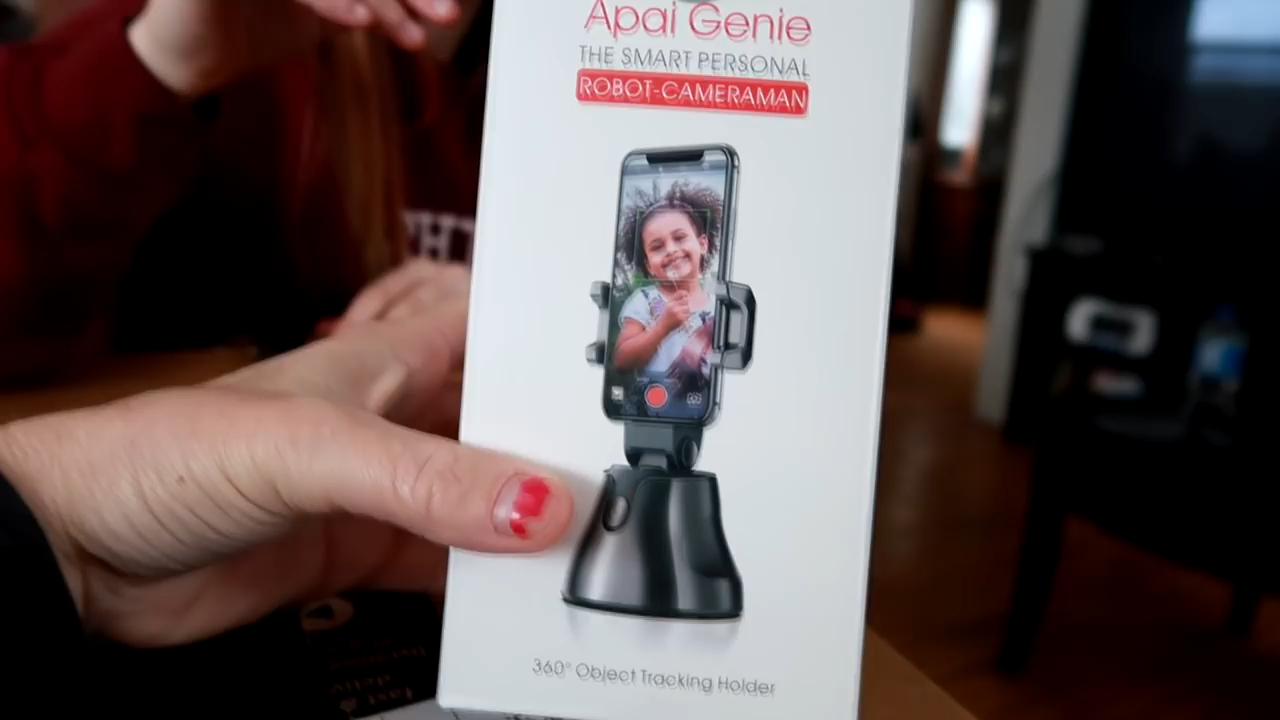 Apai Genie
THE SMART PERSONAL
ROBOT-CAMERAMAN
360° Object Tracking Holder